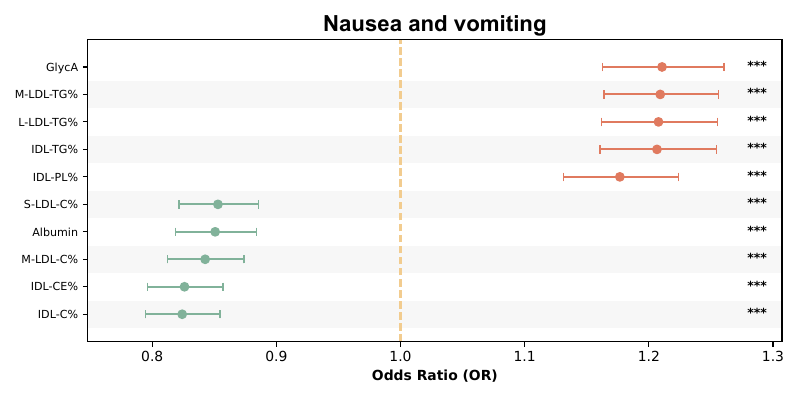 Nausea and vomiting
GlycA ***
M-LDL-TG% ***
L-LDL-TG% ***
IDL-TG% ***
IDL-PL% ***
S-LDL-C% ***
Albumin ***
M-LDL-C% ***
IDL-CE% ***
IDL-C% ***
0.8 0.9 1.0 1.1 1.2 1.3
Odds Ratio (OR)